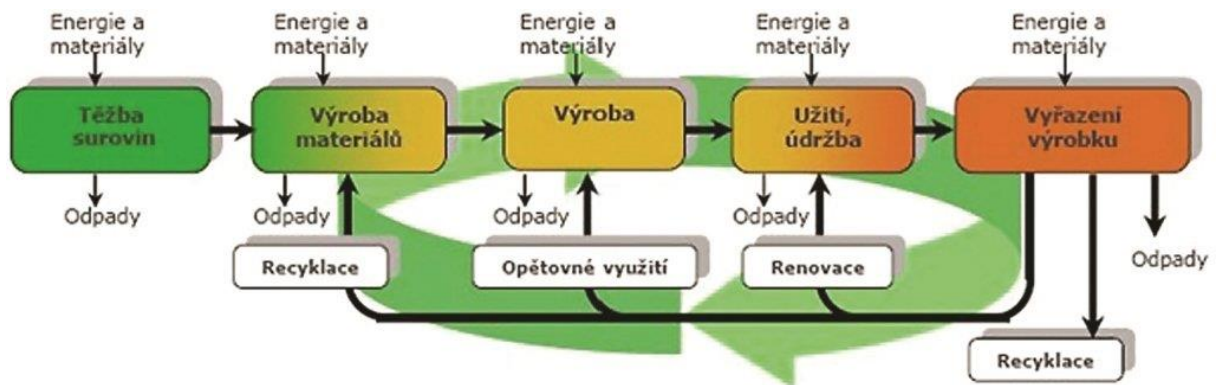 Energie a
materiály
Energie a
materiály
Energie a
materiály
Energie a
materiály
Energie a
materiály
Těžba
surovin
Výroba
materiálů
Výroba
Užití,
údržba
Vyřazení
výrobku
Odpady
Odpady
Odpady
Odpady
Odpady
Recyklace
Opětovné využití
Renovace
Recyklace